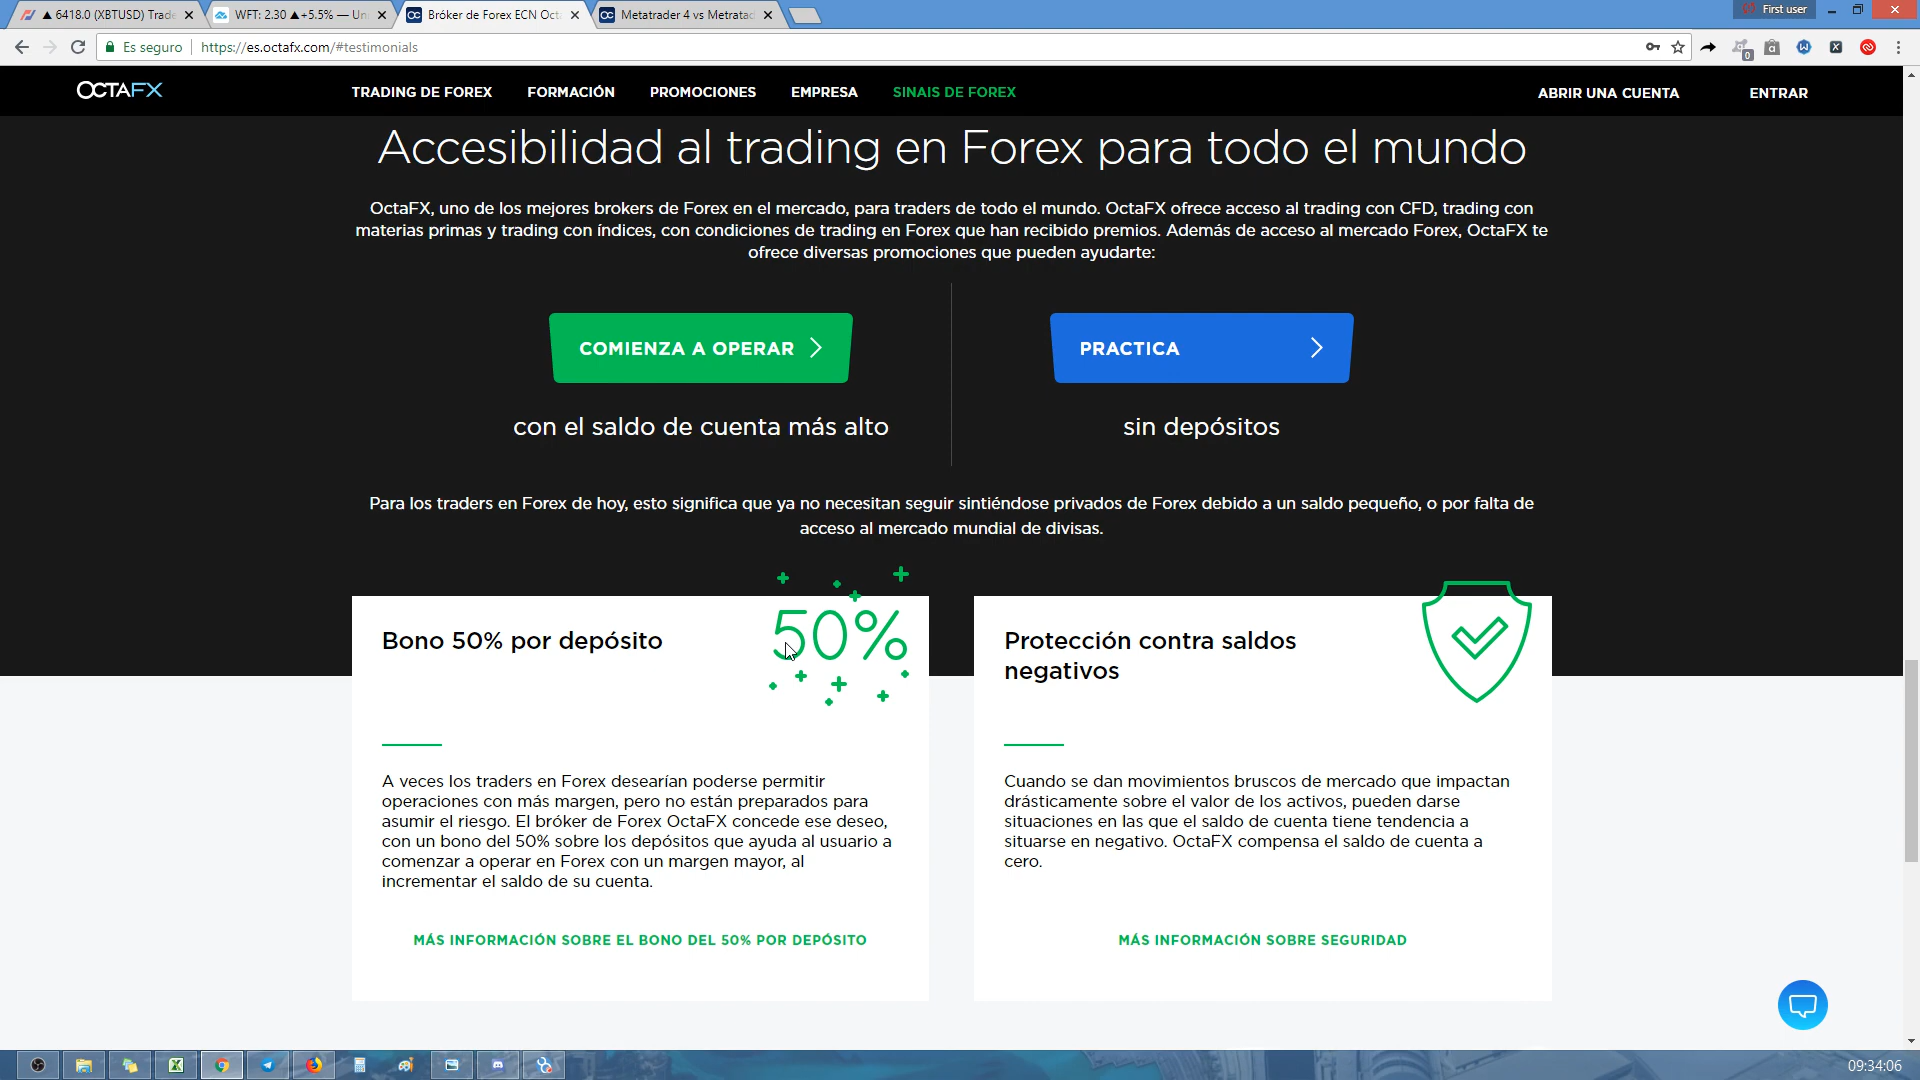 ▲ 6418.0 (XBTUSD) Trade
WFT: 2.30 ▲+5.5% — Un
Bróker de Forex ECN Oct
Metatrader 4 vs Metratad
First user
Es seguro
https://es.octafx.com/#testimonials
0
OCTAFX
TRADING DE FOREX
FORMACIÓN
PROMOCIONES
EMPRESA
SINAIS DE FOREX
ABRIR UNA CUENTA
ENTRAR
Accesibilidad al trading en Forex para todo el mundo
OctaFX, uno de los mejores brokers de Forex en el mercado, para traders de todo el mundo. OctaFX ofrece acceso al trading con CFD, trading con
materias primas y trading con índices, con condiciones de trading en Forex que han recibido premios. Además de acceso al mercado Forex, OctaFX te
ofrece diversas promociones que pueden ayudarte:
COMIENZA A OPERAR
con el saldo de cuenta más alto
PRACTICA
sin depósitos
Para los traders en Forex de hoy, esto significa que ya no necesitan seguir sintiéndose privados de Forex debido a un saldo pequeño, o por falta de
acceso al mercado mundial de divisas.
Bono 50% por depósito
50%
A veces los traders en Forex desearían poderse permitir
operaciones con más margen, pero no están preparados para
asumir el riesgo. El bróker de Forex OctaFX concede ese deseo,
con un bono del 50% sobre los depósitos que ayuda al usuario a
comenzar a operar en Forex con un margen mayor, al
incrementar el saldo de su cuenta.
MÁS INFORMACIÓN SOBRE EL BONO DEL 50% POR DEPÓSITO
Protección contra saldos
negativos
Cuando se dan movimientos bruscos de mercado que impactan
drásticamente sobre el valor de los activos, pueden darse
situaciones en las que el saldo de cuenta tiene tendencia a
situarse en negativo. OctaFX compensa el saldo de cuenta a
cero.
MÁS INFORMACIÓN SOBRE SEGURIDAD
09:34:06